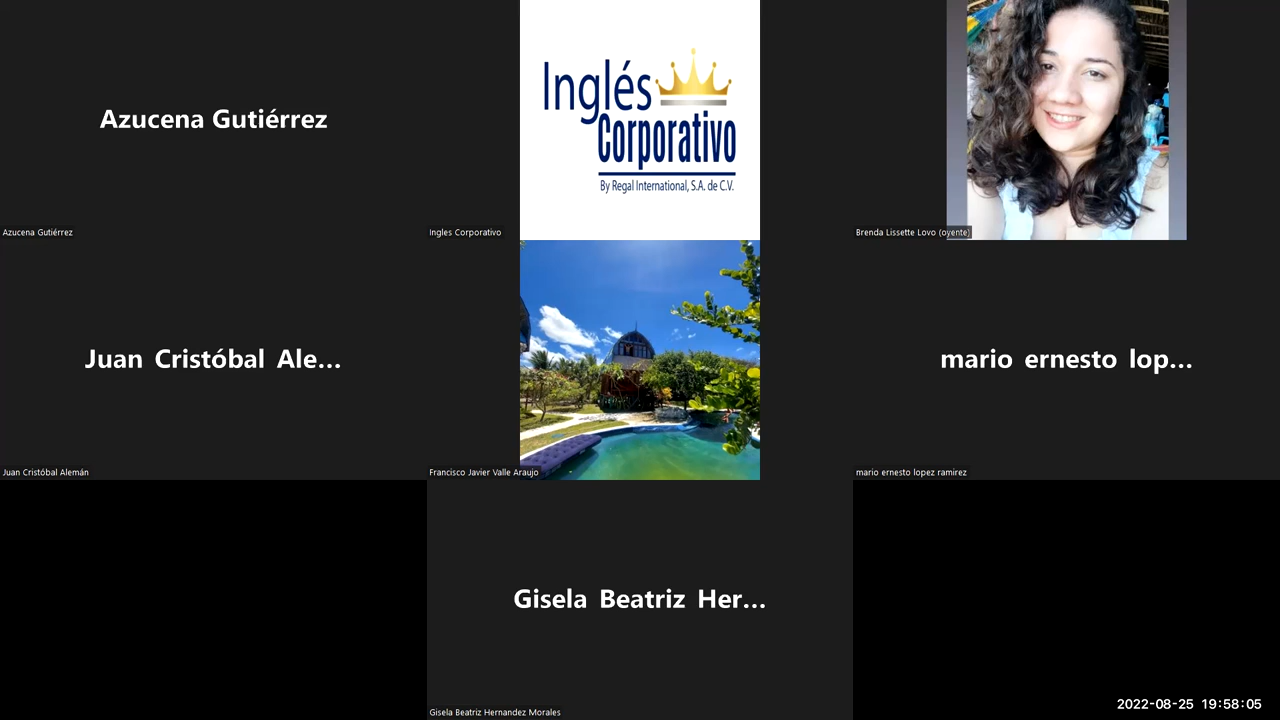 Azucena Gutiérrez
Azucena Gutiérrez
Inglés
Corporativo
By Regal International, S.A. de C.V.
Ingles Corporativo
Brenda Lissette Lovo (oyente)
Juan Cristóbal Ale...
Juan Cristóbal Alemán
Francisco Javier Valle Araujo
mario ernesto lop...
mario ernesto lopez ramirez
Gisela Beatriz Her...
Gisela Beatriz Hernandez Morales
2022-08-25 19:58:05